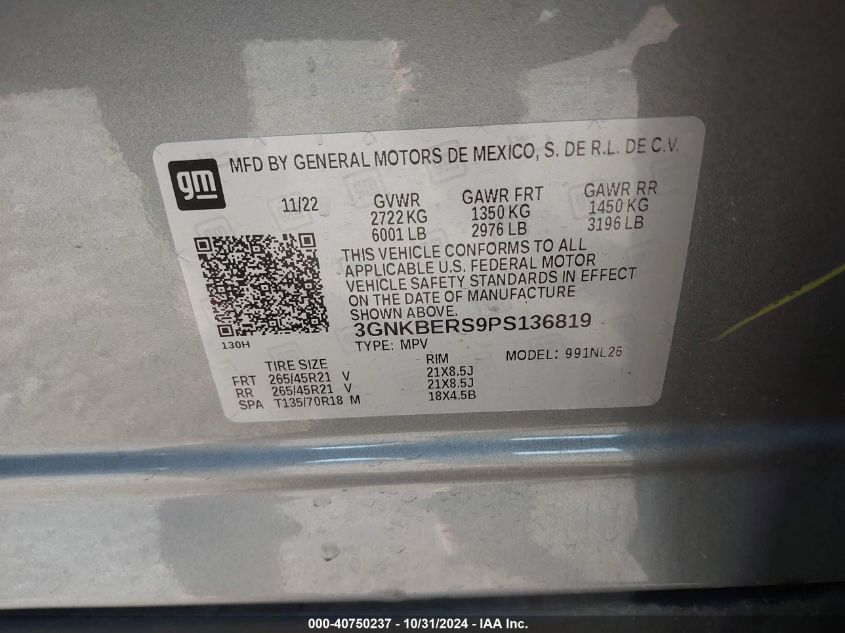 gm
MFD BY GENERAL MOTORS DE MEXICO, S. DE R.L. DE C.V.
11/22 GVWR GAWR FRT GAWR RR
2722 KG 1350 KG 1450 KG
6001 LB 2976 LB 3196 LB
THIS VEHICLE CONFORMS TO ALL
APPLICABLE U.S. FEDERAL MOTOR
VEHICLE SAFETY STANDARDS IN EFFECT
ON THE DATE OF MANUFACTURE
SHOWN ABOVE.
3GNKBERS9PS136819
130H
TYPE: MPV MODEL: 991NL26
TIRE SIZE RIM
FRT 265/45R21 V 21X8.5J
RR 265/45R21 V 21X8.5J
SPA T135/70R18 M 18X4.5B
000-40750237 - 10/31/2024 - IAA Inc.